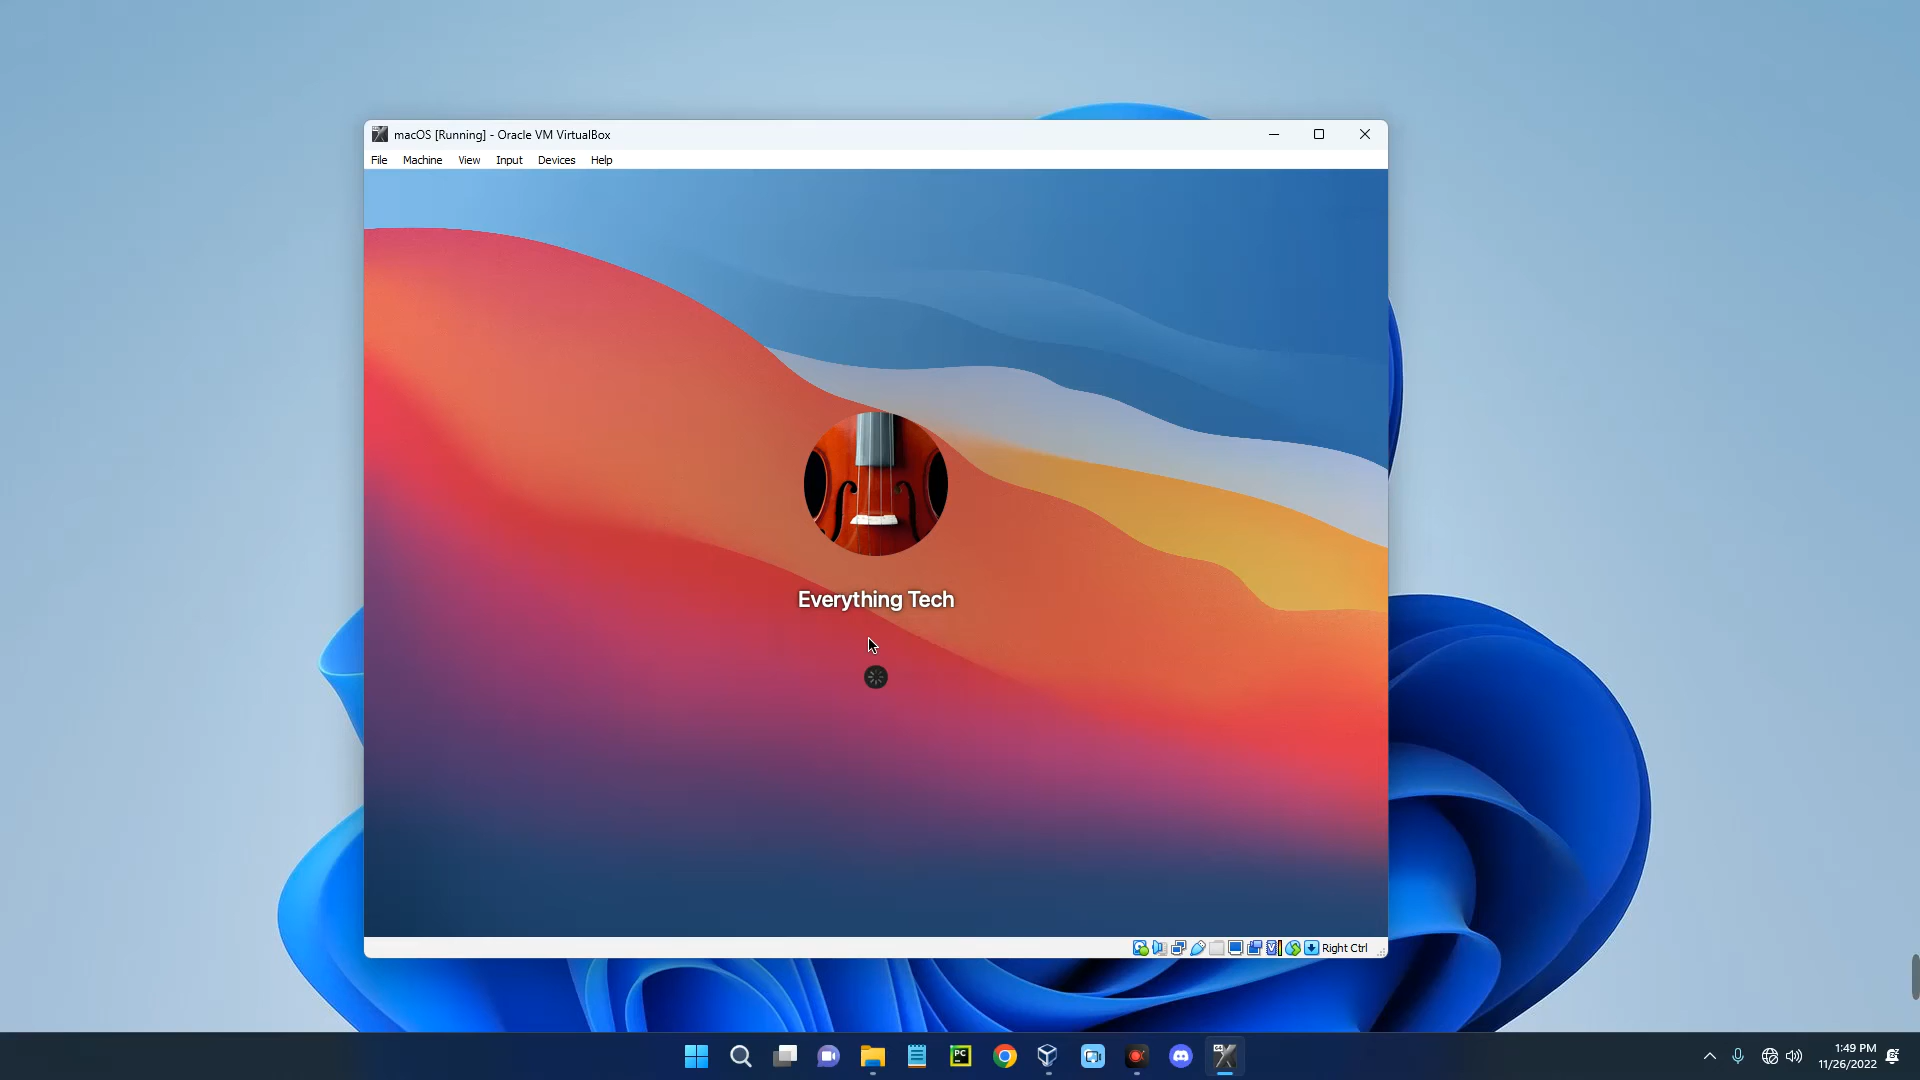 macOS [Running] - Oracle VM VirtualBox
File Machine View Input Devices Help
Everything Tech
Right Ctrl
PC
1:49 PM
11/26/2022